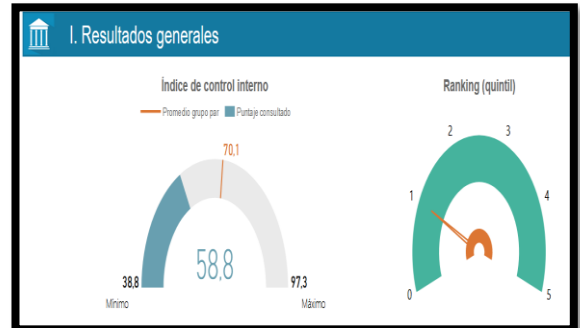 I. Resultados generales
Índice de control interno
Promedio grupo par Puntaje consultado
70,1
58,8
38,8
Mínimo
97,3
Máximo
Ranking (quintil)
2 3
1 4
0 5